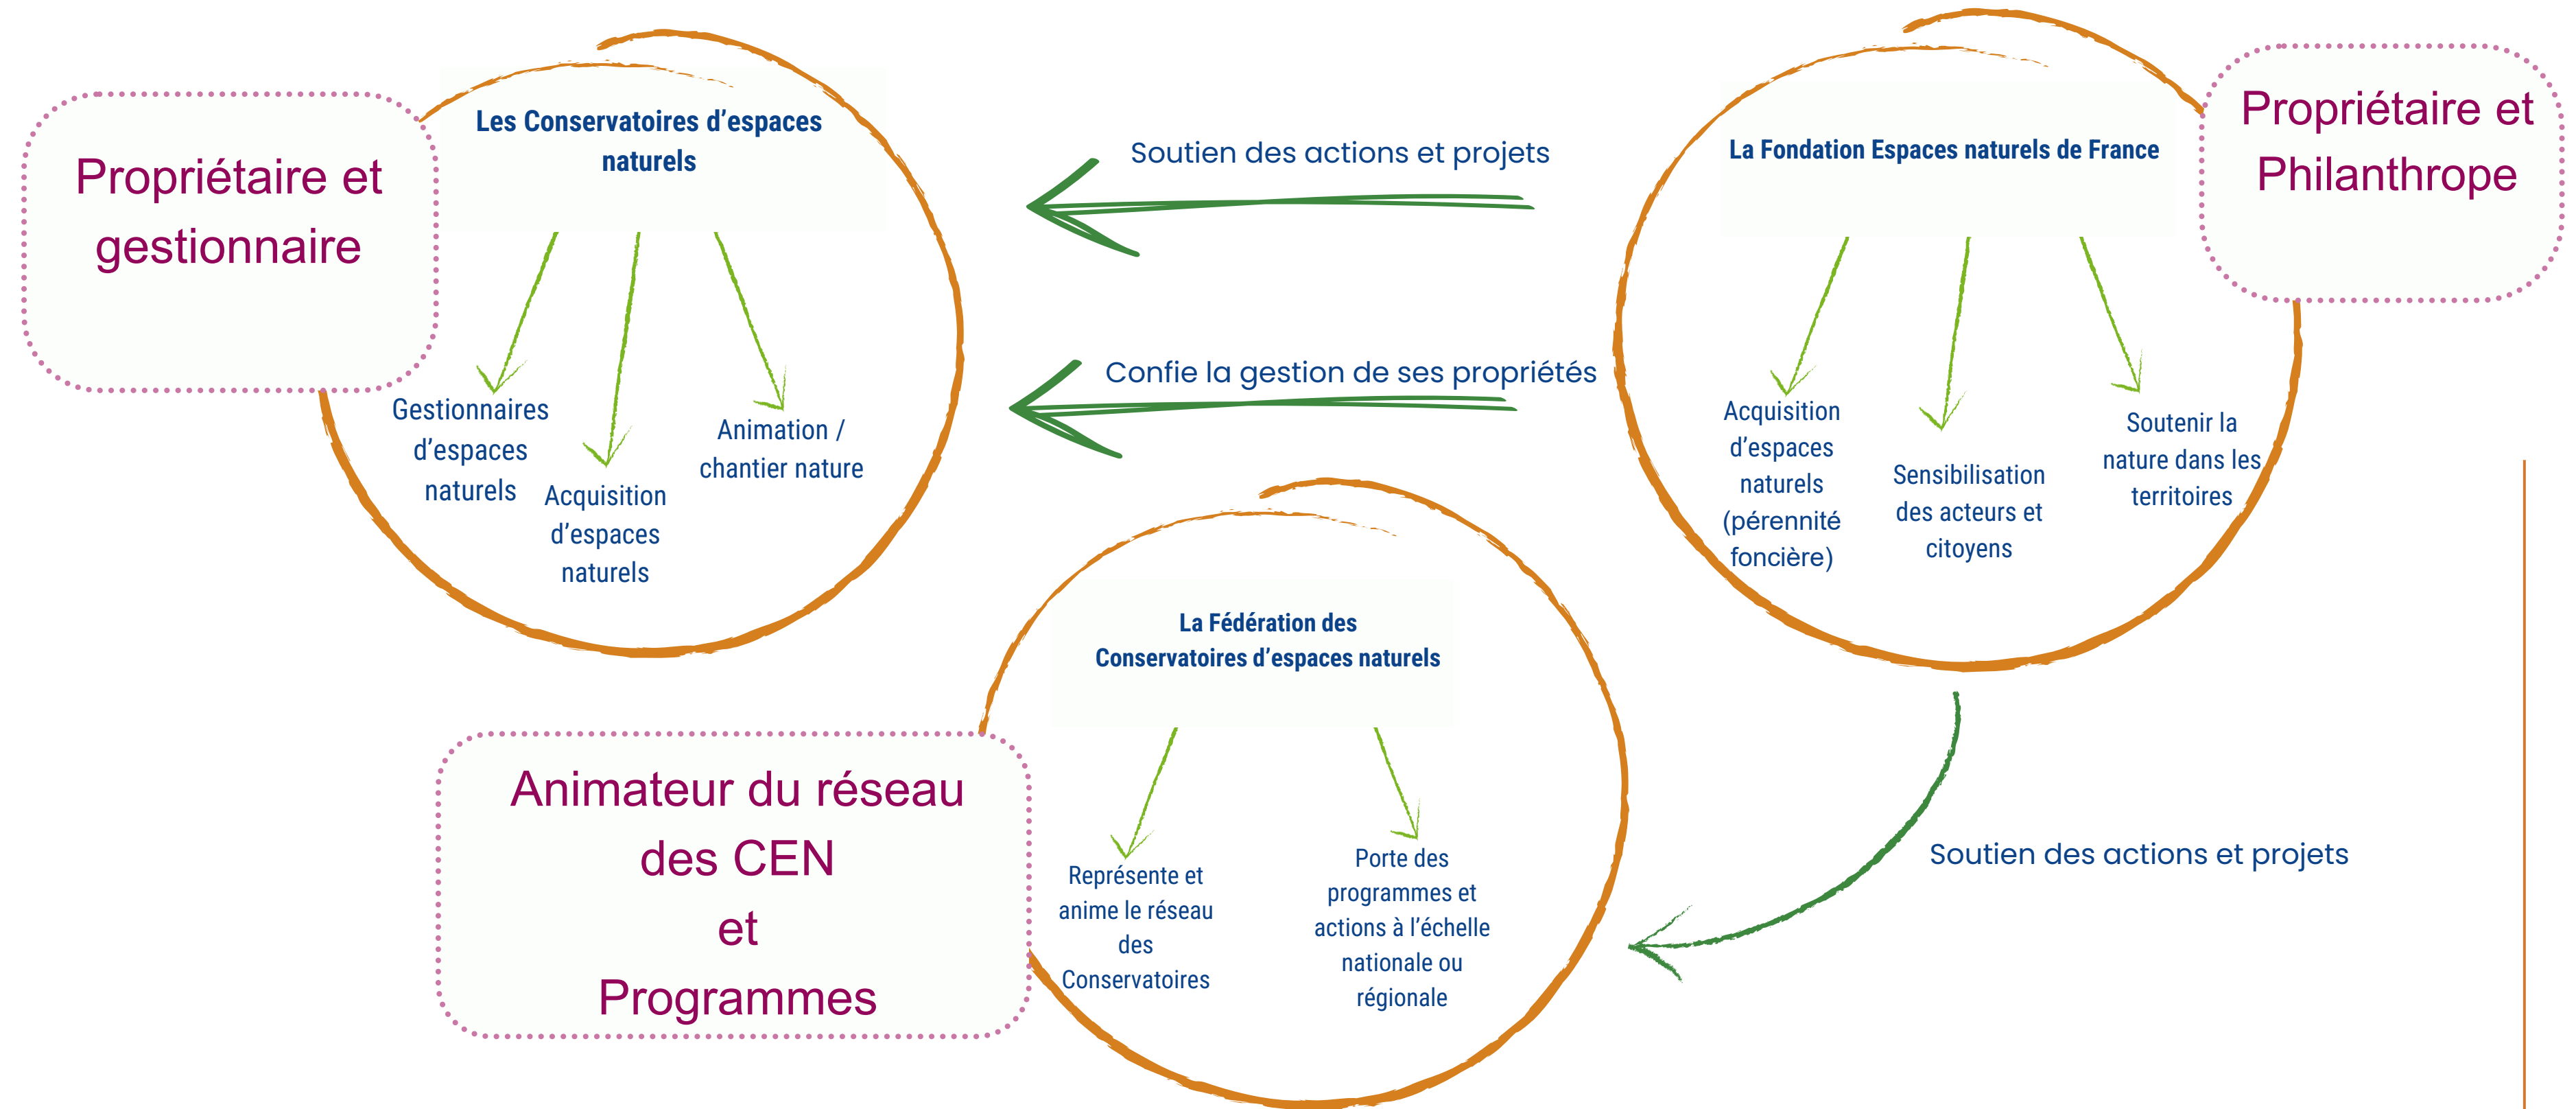 Propriétaire et
gestionnaire
Les Conservatoires d’espaces
naturels
Gestionnaires
d’espaces
naturels
Acquisition
d’espaces
naturels
Animation /
chantier nature
Soutien des actions et projets
Confie la gestion de ses propriétés
La Fondation Espaces naturels de France
Propriétaire et
Philanthrope
Acquisition
d’espaces
naturels
(pérennité
foncière)
Sensibilisation
des acteurs et
citoyens
Soutenir la
nature dans les
territoires
La Fédération des
Conservatoires d’espaces naturels
Animateur du réseau
des CEN
et
Programmes
Représente et
anime le réseau
des
Conservatoires
Porte des
programmes et
actions à l’échelle
nationale ou
régionale
Soutien des actions et projets